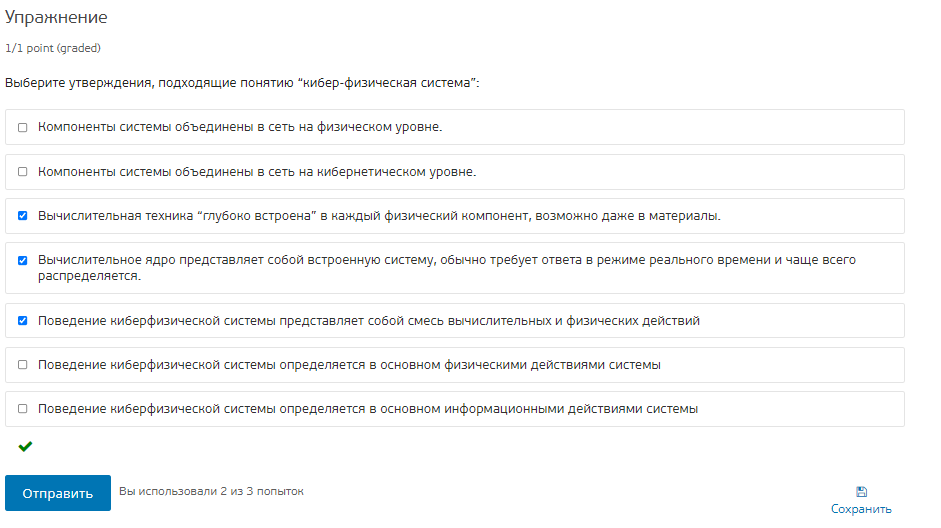 Упражнение
1/1 point (graded)
Выберите утверждения, подходящие понятию “кибер-физическая система”:
Компоненты системы объединены в сеть на физическом уровне.
Компоненты системы объединены в сеть на кибернетическом уровне.
Вычислительная техника “глубоко встроена” в каждый физический компонент, возможно даже в материалы.
Вычислительное ядро представляет собой встроенную систему, обычно требует ответа в режиме реального времени и чаще всего
распределяется.
Поведение киберфизической системы представляет собой смесь вычислительных и физических действий
Поведение киберфизической системы определяется в основном физическими действиями системы
Поведение киберфизической системы определяется в основном информационными действиями системы
Отправить
Вы использовали 2 из 3 попыток
Сохранить